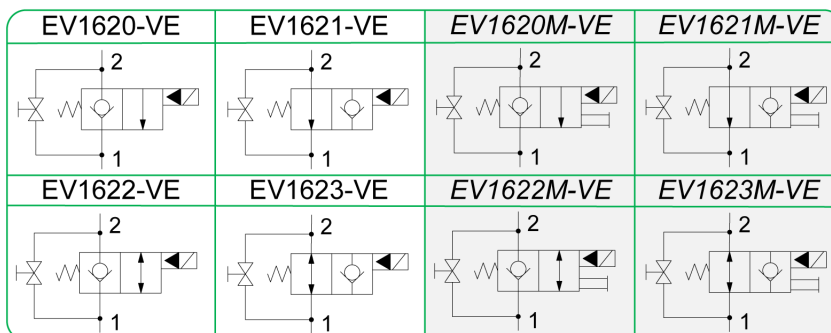 EV1620-VE EV1621-VE EV1620M-VE EV1621M-VE
2 2 2 2
1 1 1 1
EV1622-VE EV1623-VE EV1622M-VE EV1623M-VE
2 2 2 2
1 1 1 1